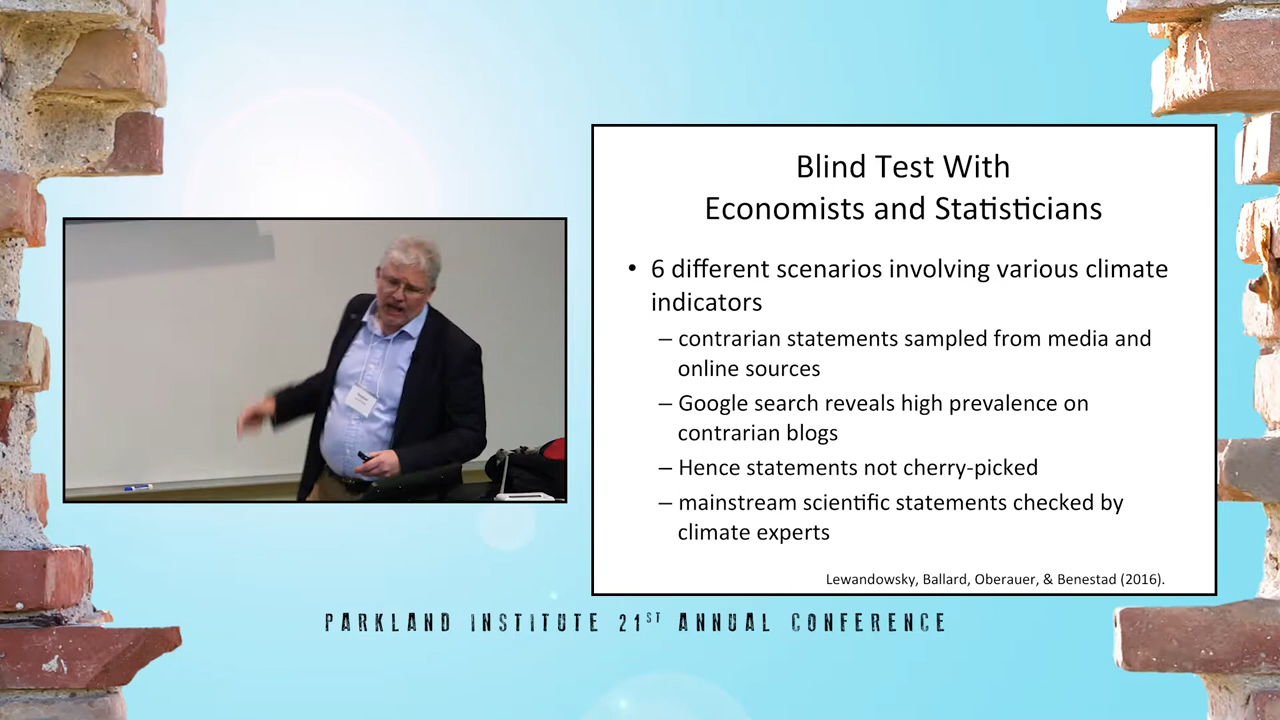 Blind Test With
Economists and Statisticians
• 6 different scenarios involving various climate
indicators
– contrarian statements sampled from media and
online sources
– Google search reveals high prevalence on
contrarian blogs
– Hence statements not cherry-picked
– mainstream scientific statements checked by
climate experts
Lewandowsky, Ballard, Oberauer, & Benestad (2016).
PARKLAND INSTITUTE 21ST ANNUAL CONFERENCE